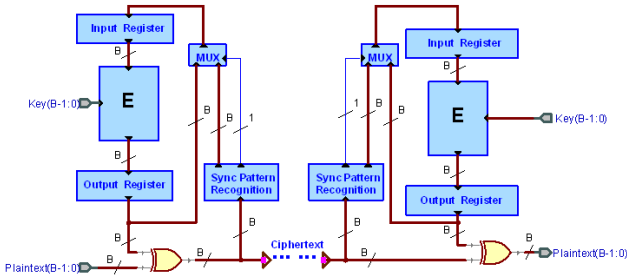 Input Register
B
MUX
E
Key(B-1:0)
B
B
B
1
Output Register
Sync Pattern
Recognition
B
B
Plaintext(B-1:0)
B
B
Ciphertext
Input Register
B
MUX
E
Key(B-1:0)
1
B
B
B
Sync Pattern
Recognition
Output Register
B
B
B
B
Plaintext(B-1:0)